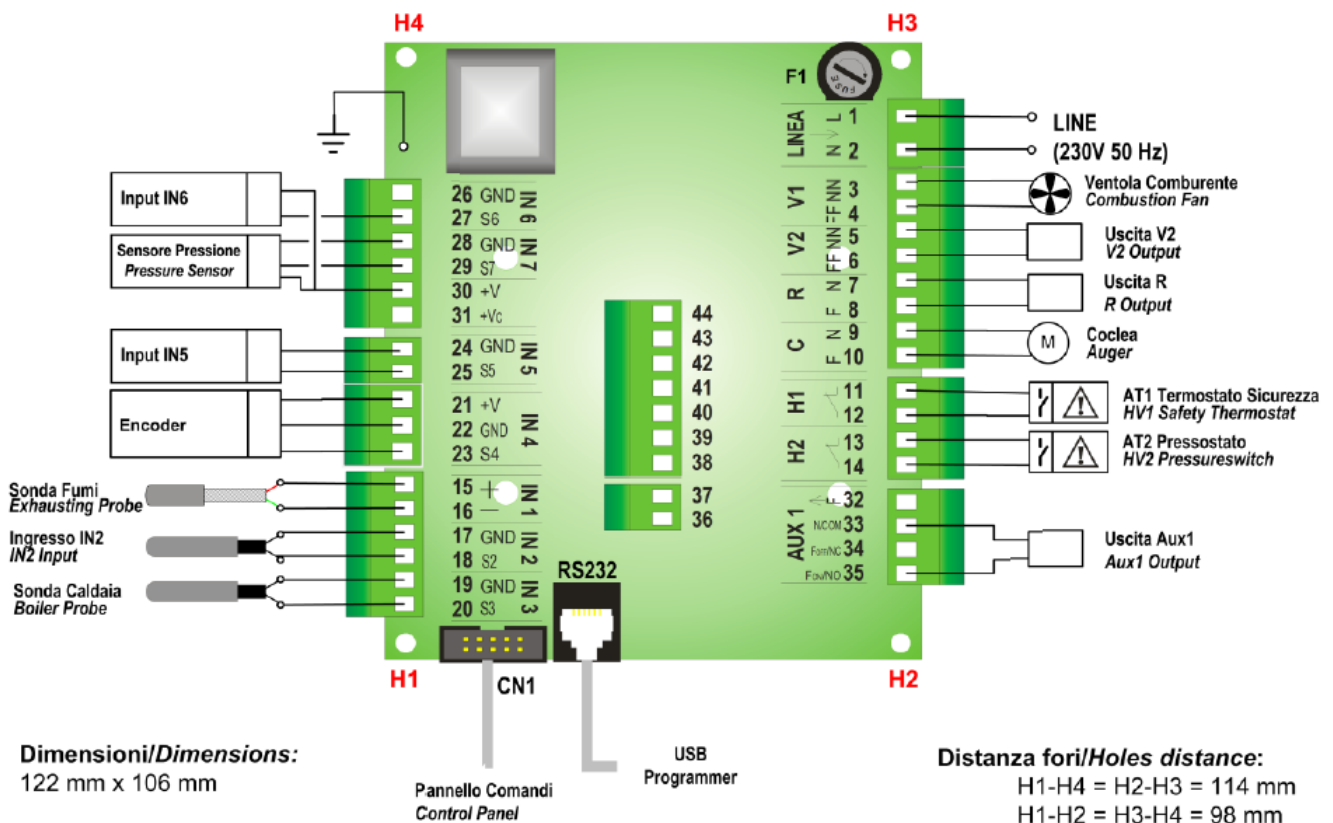 H4
H3
F1
FUSE
LINEA
N > L
1
2
LINE
(230V 50 Hz)
V1
FFNN
3
4
Ventola Comburente
Combustion Fan
V2
FFNN
5
6
Uscita V2
V2 Output
R
F N
7
8
Uscita R
R Output
C
F N
9
10
M
Coclea
Auger
H1
11
12
AT1 Termostato Sicurezza
HV1 Safety Thermostat
H2
13
14
AT2 Pressostato
HV2 Pressureswitch
AUX 1
F 32
N/COM 33
34
35
Uscita Aux1
Aux1 Output
Input IN6
26 GND
27 S6
IN 6
Sensore Pressione
Pressure Sensor
28 GND
29 S7
IN 7
30 +V
31 +Vc
Input IN5
24 GND
25 S5
IN 5
Encoder
21 +V
22 GND
23 S4
IN 4
Sonda Fumi
Exhausting Probe
15 +
16 −
IN 1
Ingresso IN2
IN2 Input
17 GND
18 S2
IN 2
Sonda Caldaia
Boiler Probe
19 GND
20 S3
IN 3
44
43
42
41
40
39
38
37
36
RS232
CN1
H1
H2
Pannello Comandi
Control Panel
USB
Programmer
Dimensioni/Dimensions:
122 mm x 106 mm
Distanza fori/Holes distance:
H1-H4 = H2-H3 = 114 mm
H1-H2 = H3-H4 = 98 mm